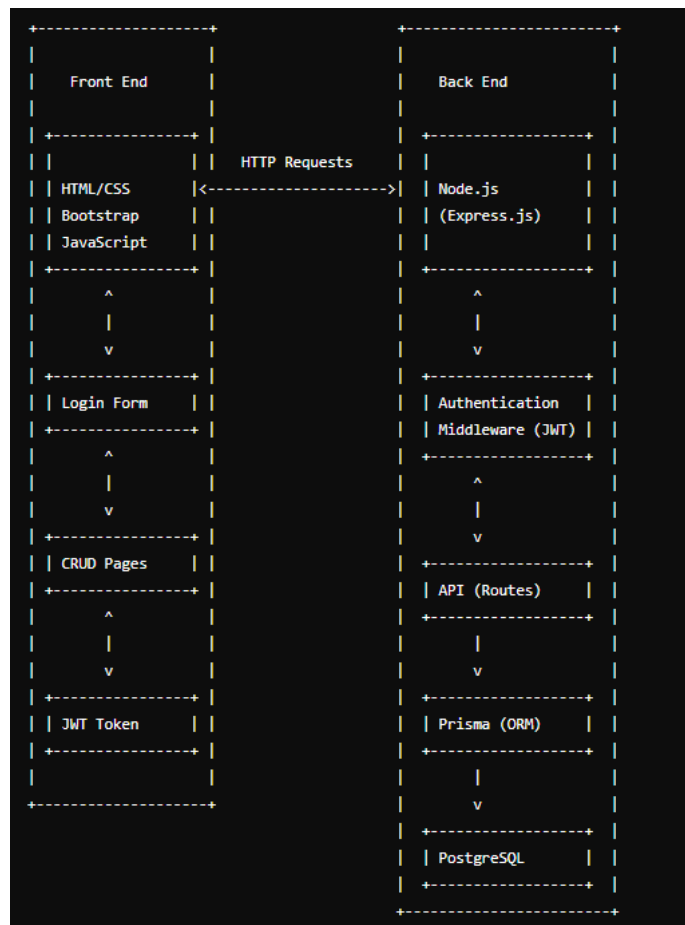 Front End
Back End
HTTP Requests
HTML/CSS
Bootstrap
JavaScript
Node.js
(Express.js)
Login Form
Authentication
Middleware (JWT)
CRUD Pages
API (Routes)
JWT Token
Prisma (ORM)
PostgreSQL